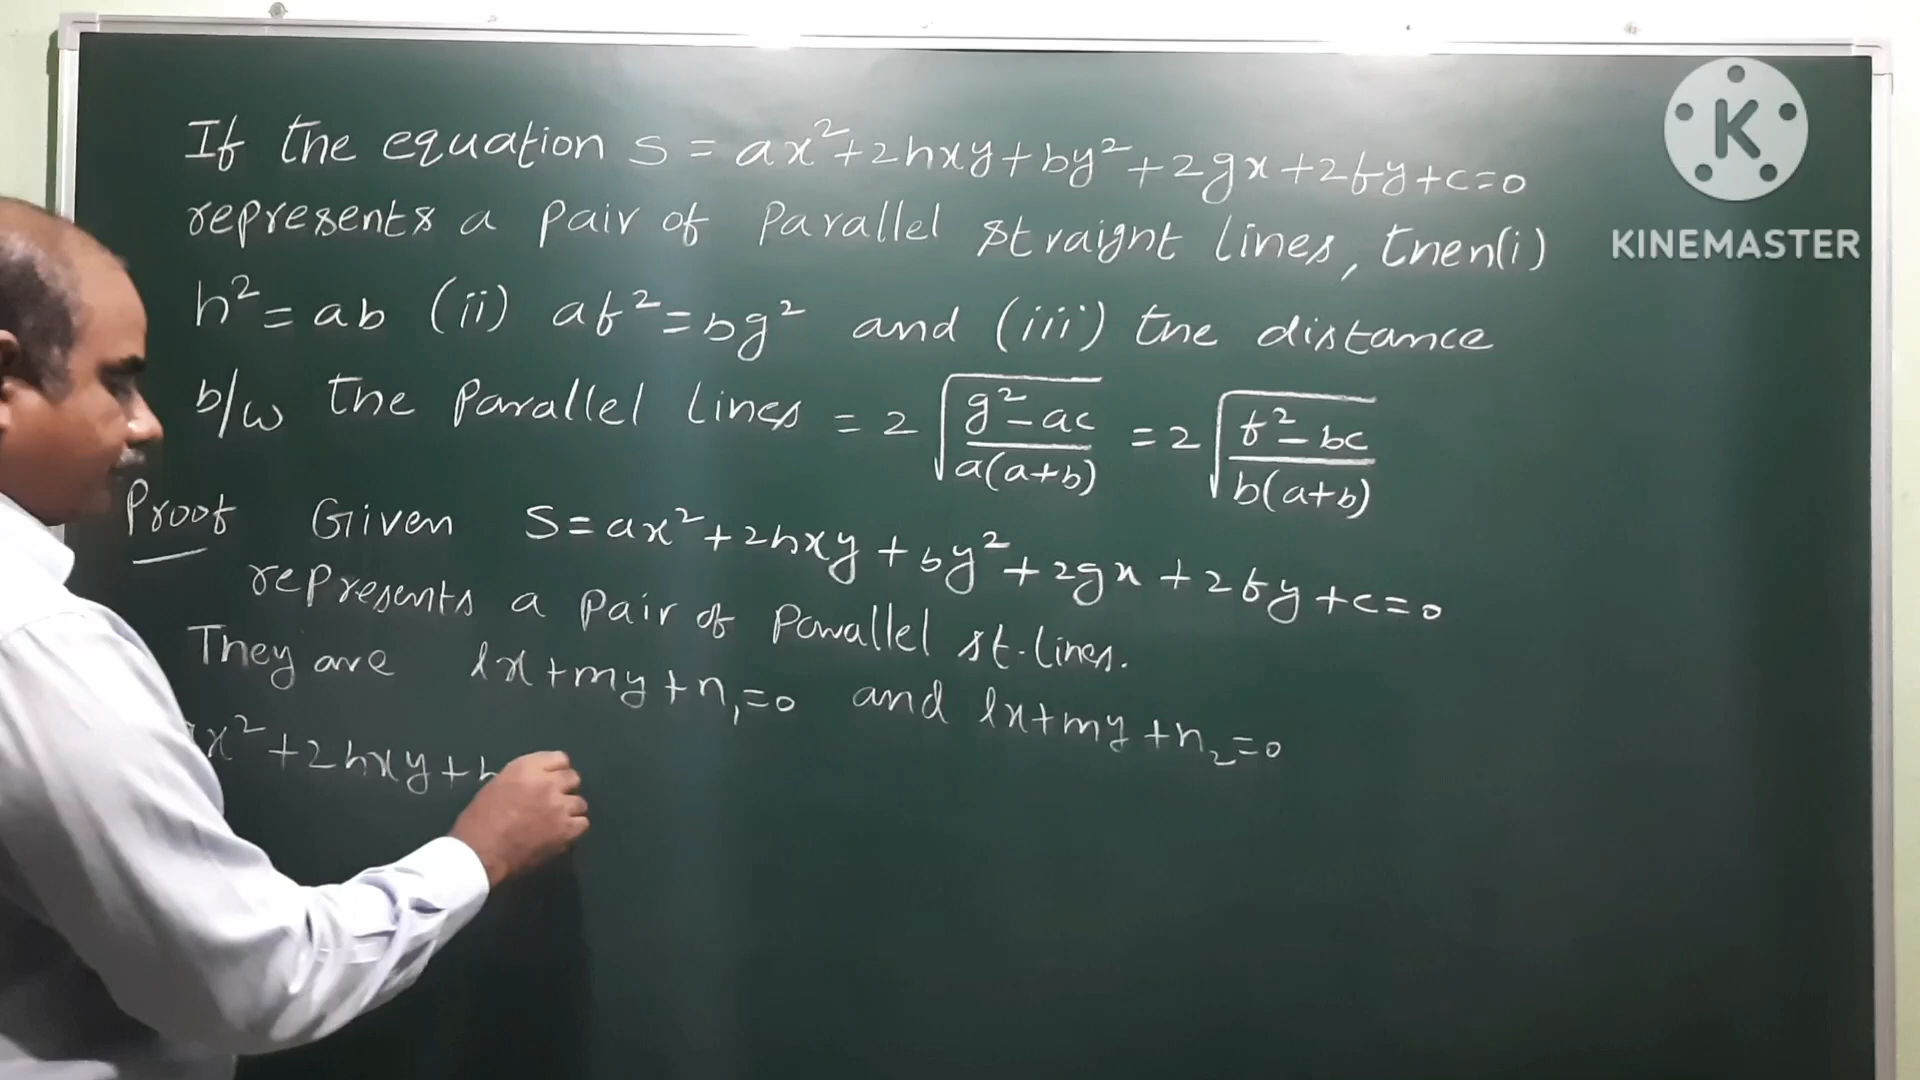 If the equation S = ax²+2hxy+by²+2gx+2fy+c=0
represents a pair of parallel straight lines, then(i)
h²=ab (ii) af²=bg² and (iii) the distance
b/w the parallel lines = 2√((g²-ac)/(a(a+b))) = 2√((f²-bc)/(b(a+b)))
Proof Given S=ax²+2hxy+by²+2gx+2fy+c=0
represents a pair of parallel st.lines.
They are lx+my+n₁=0 and lx+my+n₂=0
x²+2hxy+
K
KINEMASTER